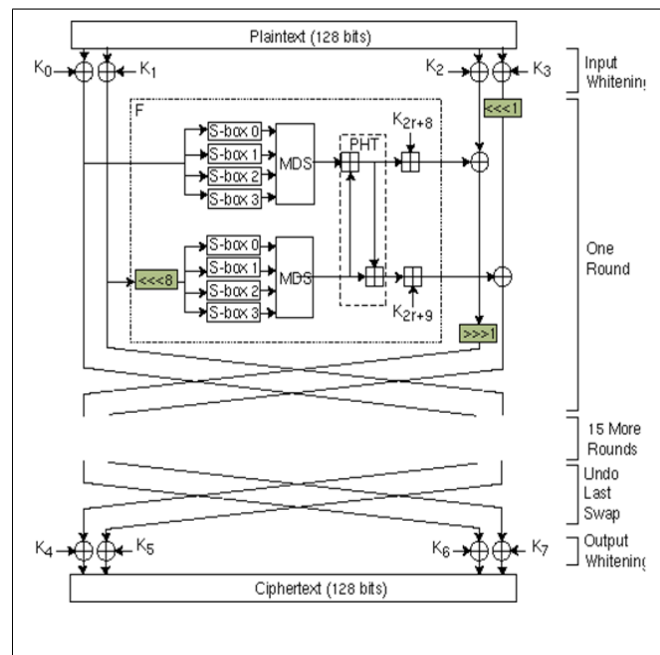 Plaintext (128 bits)
K0
K1
K2
K3
Input
Whitening
<<<1
F
K2r+8
PHT
S-box 0
S-box 1
S-box 2
S-box 3
MDS
One
Round
<<<8
S-box 0
S-box 1
S-box 2
S-box 3
MDS
K2r+9
>>>1
15 More
Rounds
Undo
Last
Swap
K4
K5
K6
K7
Output
Whitening
Ciphertext (128 bits)